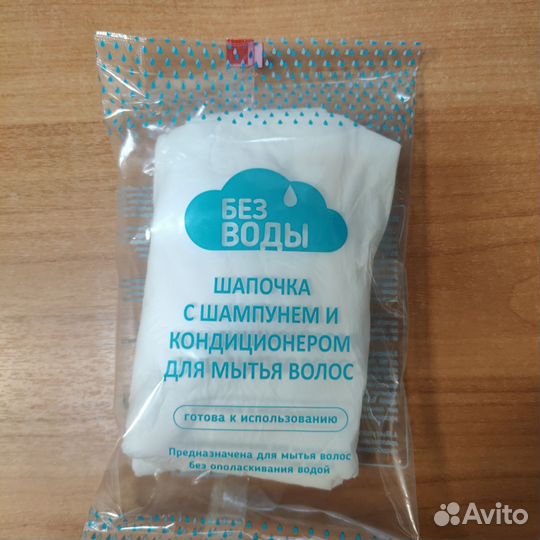 БЕЗ
ВОДЫ
ШАПОЧКА
С ШАМПУНЕМ И
КОНДИЦИОНЕРОМ
ДЛЯ МЫТЬЯ ВОЛОС
готова к использованию
Предназначена для мытья волос
без ополаскивания водой
Avito